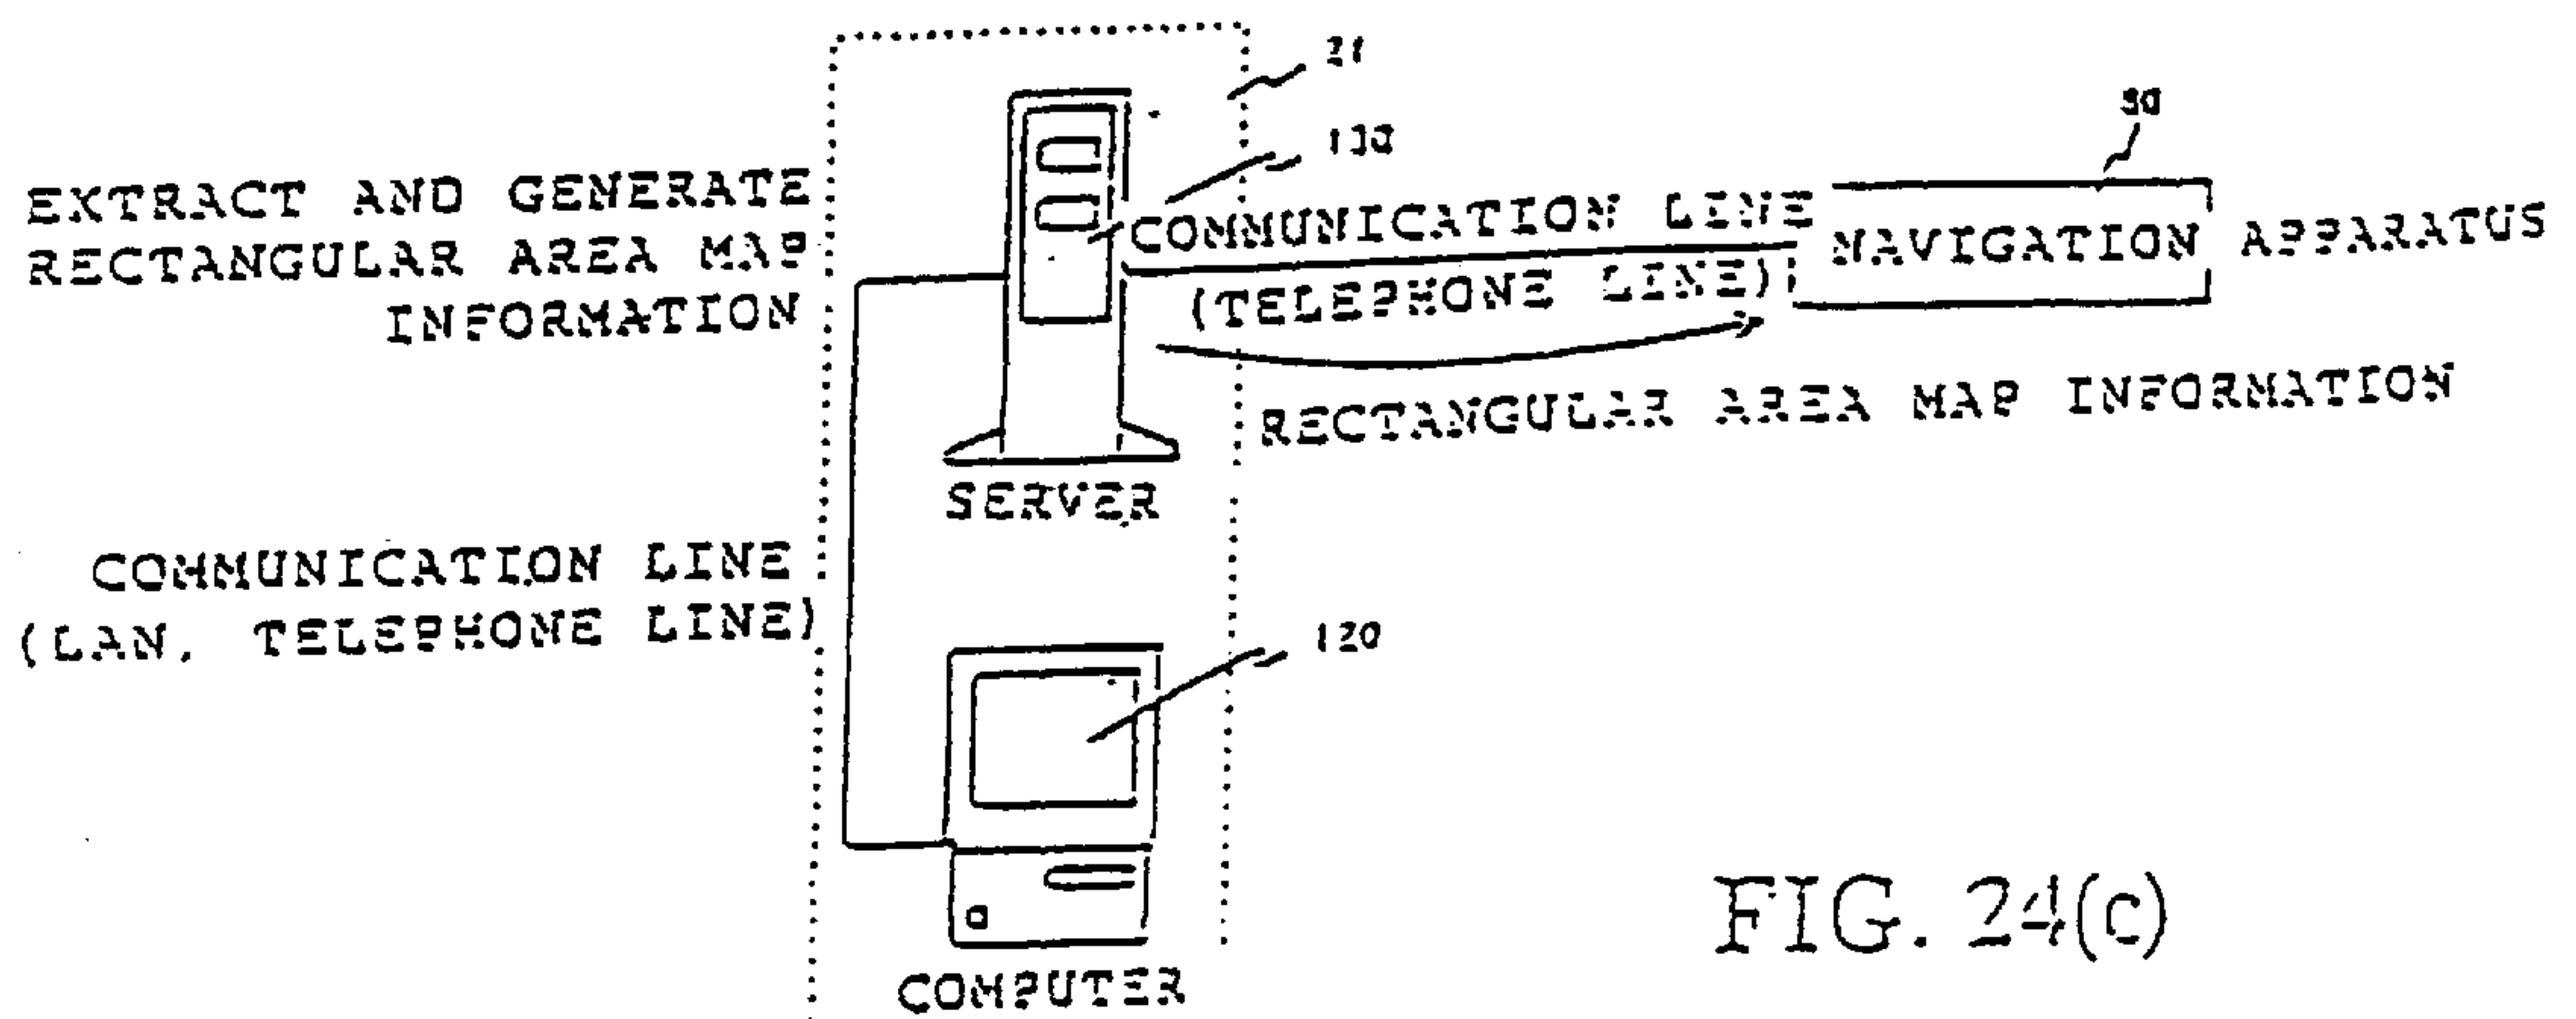 21
130
50
EXTRACT AND GENERATE
RECTANGULAR AREA MAP
INFORMATION
COMMUNICATION LINE
(TELEPHONE LINE)
NAVIGATION APPARATUS
RECTANGULAR AREA MAP INFORMATION
SERVER
COMMUNICATION LINE
(LAN, TELEPHONE LINE)
120
COMPUTER
FIG. 24(c)